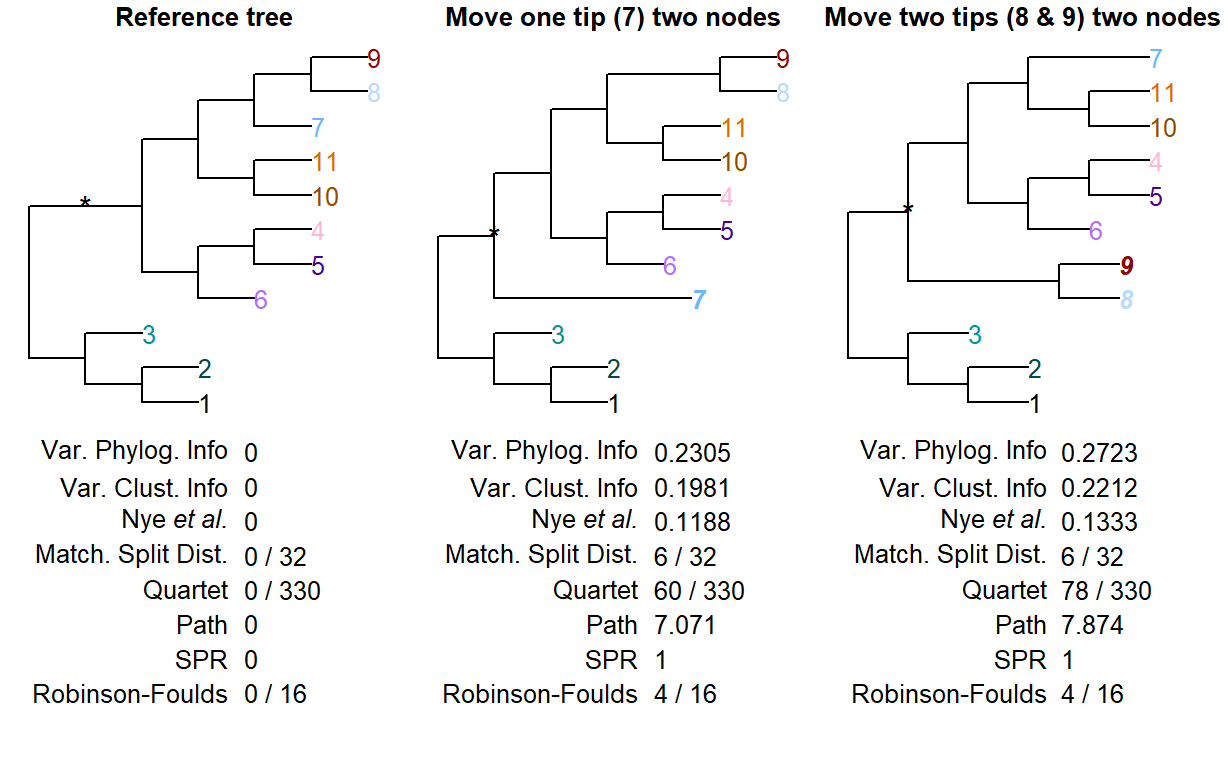 Reference tree
9
8
7
11
10
*
4
5
6
3
2
1
Var. Phylog. Info 0
Var. Clust. Info 0
Nye et al. 0
Match. Split Dist. 0 / 32
Quartet 0 / 330
Path 0
SPR 0
Robinson-Foulds 0 / 16
Move one tip (7) two nodes
9
8
11
10
4
5
*
6
7
3
2
1
Var. Phylog. Info 0.2305
Var. Clust. Info 0.1981
Nye et al. 0.1188
Match. Split Dist. 6 / 32
Quartet 60 / 330
Path 7.071
SPR 1
Robinson-Foulds 4 / 16
Move two tips (8 & 9) two nodes
7
11
10
4
5
*
6
9
8
3
2
1
Var. Phylog. Info 0.2723
Var. Clust. Info 0.2212
Nye et al. 0.1333
Match. Split Dist. 6 / 32
Quartet 78 / 330
Path 7.874
SPR 1
Robinson-Foulds 4 / 16